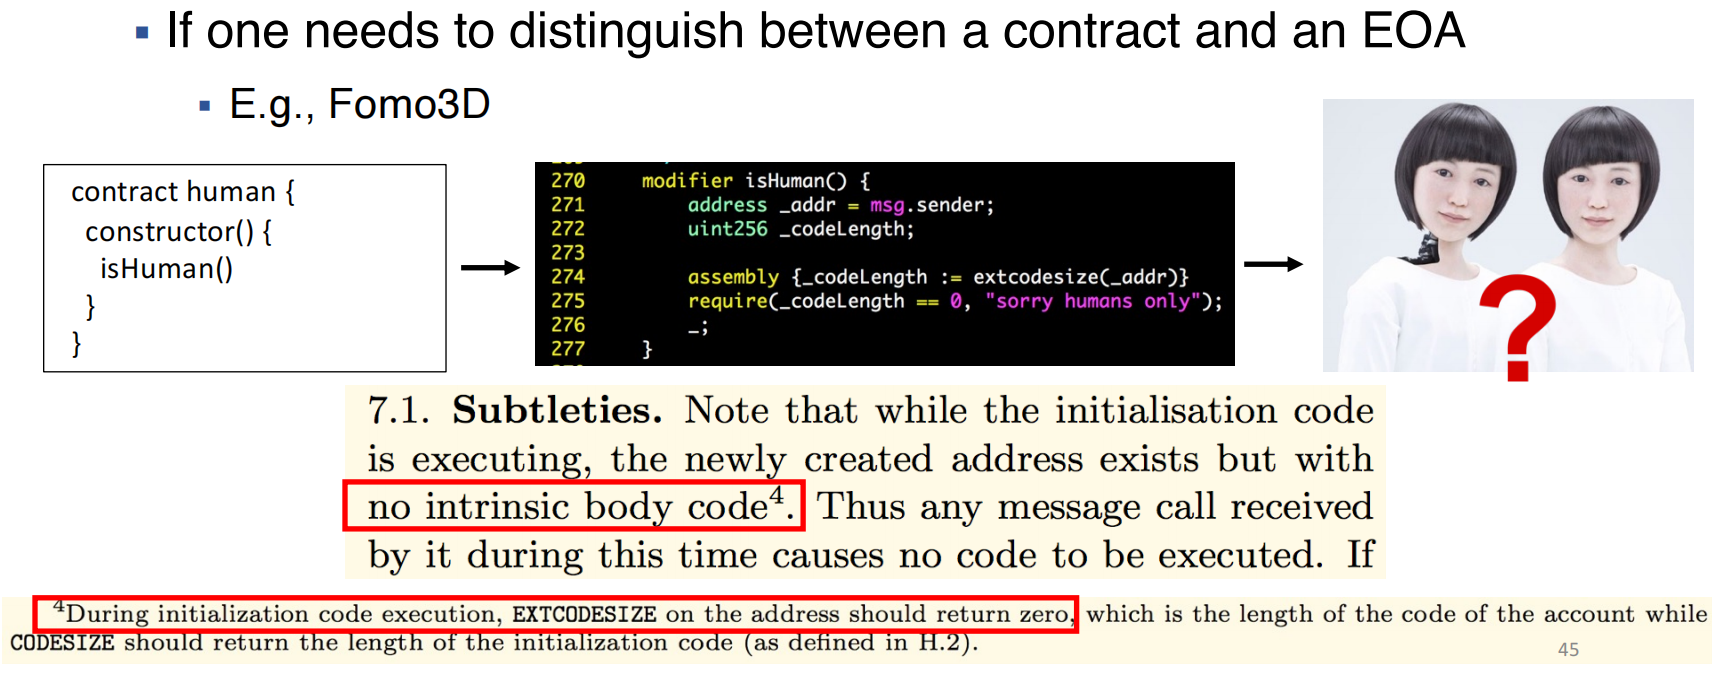 If one needs to distinguish between a contract and an EOA
E.g., Fomo3D
contract human {
constructor() {
isHuman()
}
}
270 modifier isHuman() {
271 address _addr = msg.sender;
272 uint256 _codeLength;
273
274 assembly {_codeLength := extcodesize(_addr)}
275 require(_codeLength == 0, "sorry humans only");
276 _;
277 }
?
7.1. Subtleties. Note that while the initialisation code
is executing, the newly created address exists but with
no intrinsic body code⁴. Thus any message call received
by it during this time causes no code to be executed. If
⁴During initialization code execution, EXTCODESIZE on the address should return zero, which is the length of the code of the account while
CODESIZE should return the length of the initialization code (as defined in H.2).
45